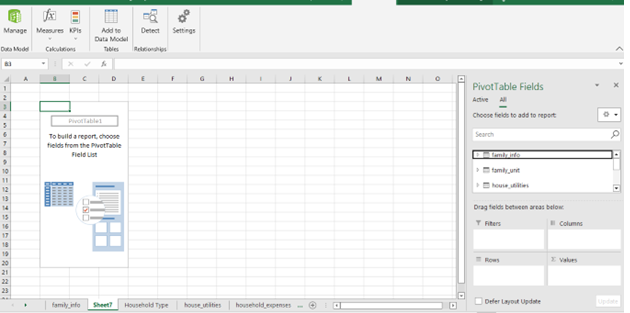 Manage
Measures
KPIs
Add to
Data Model
Detect
Settings
Data Model
Calculations
Tables
Relationships
B3
fx
A B C D E F G H I J K L M N O
1
2
3
4
5
6
7
8
9
10
11
12
13
14
15
16
17
18
19
20
21
22
23
PivotTable1
To build a report, choose
fields from the PivotTable
Field List
PivotTable Fields
Active All
Choose fields to add to report:
Search
family_info
family_unit
house_utilities
Drag fields between areas below:
Filters
Columns
Rows
Σ Values
Defer Layout Update
Update
family_info
Sheet7
Household Type
house_utilities
household_expenses
...